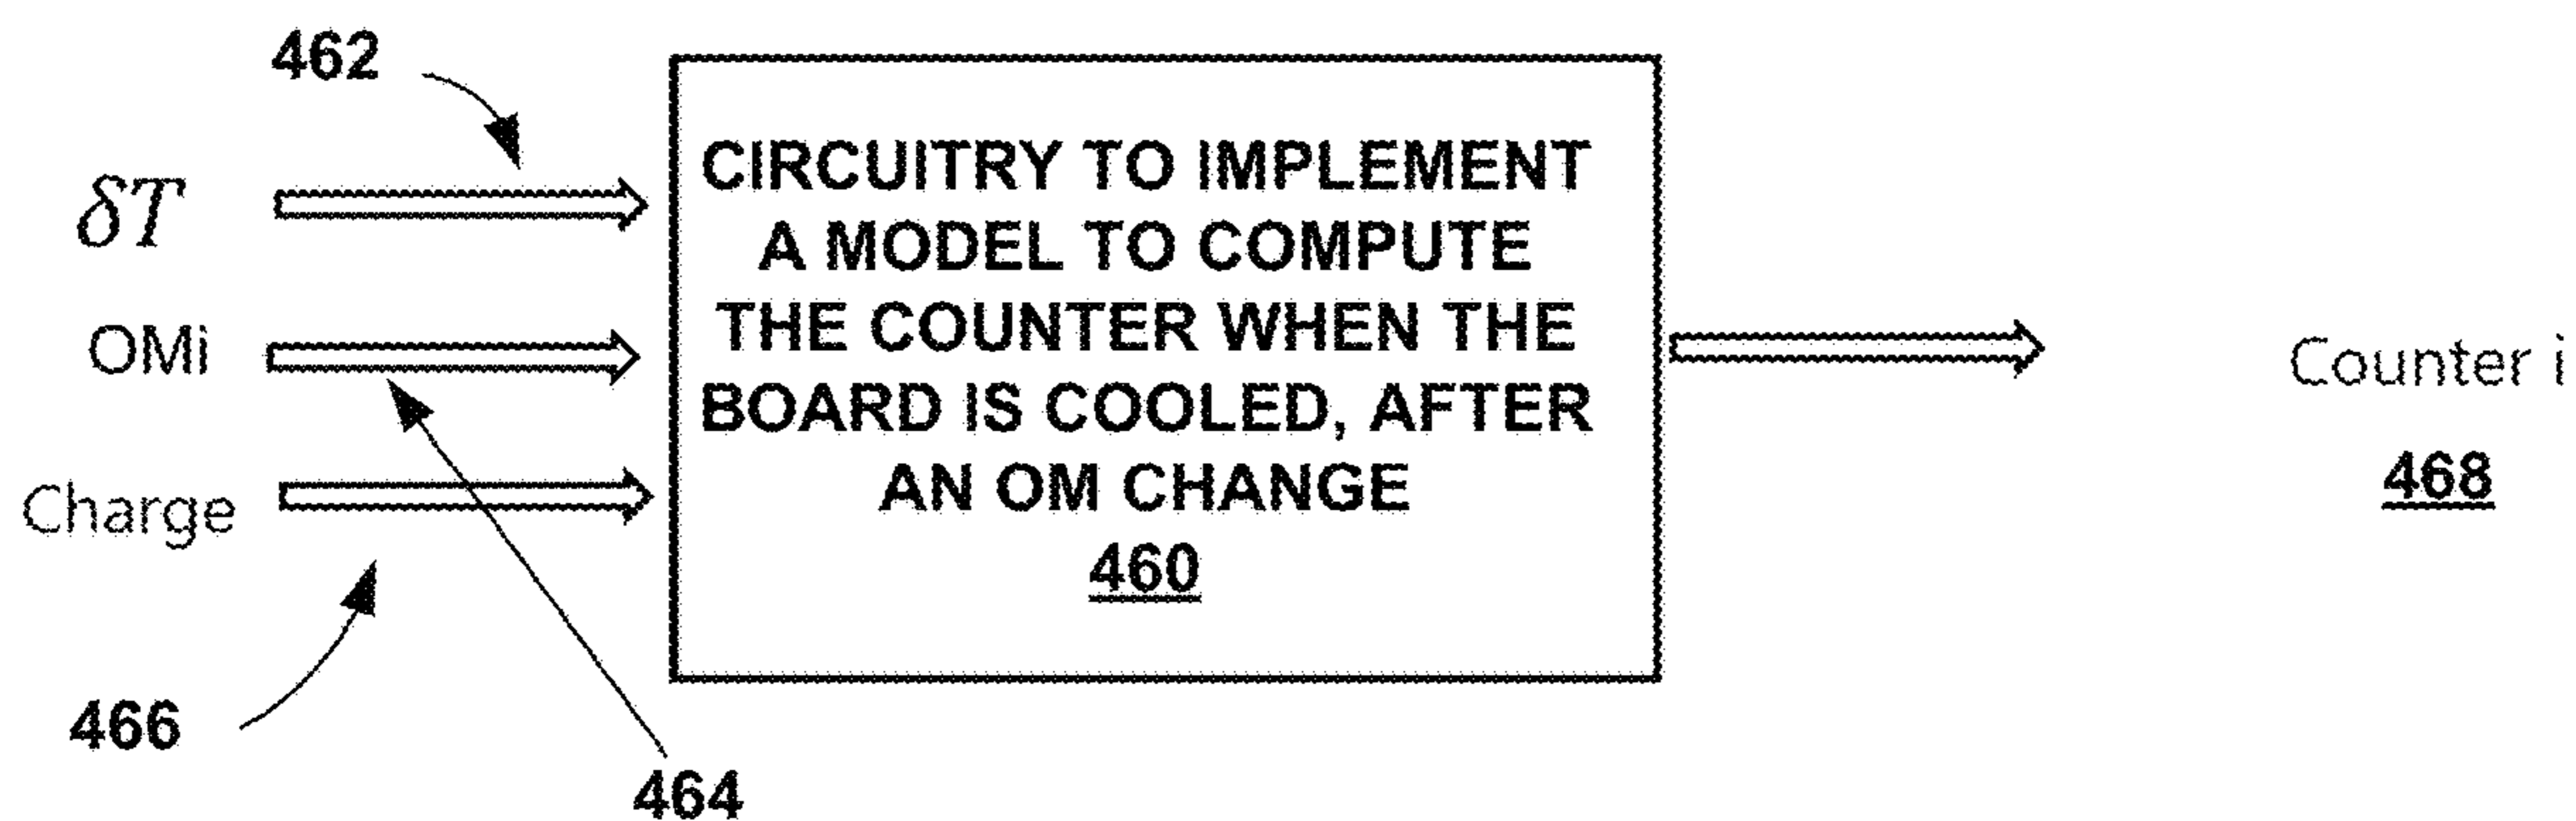 462
δT
OMi
Charge
466
464
CIRCUITRY TO IMPLEMENT
A MODEL TO COMPUTE
THE COUNTER WHEN THE
BOARD IS COOLED, AFTER
AN OM CHANGE
460
Counter i
468